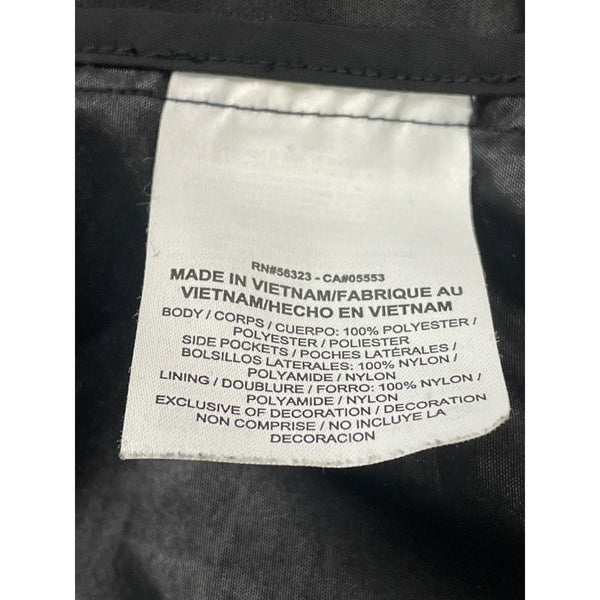 RN#56323 - CA#05553
MADE IN VIETNAM/FABRIQUE AU
VIETNAM/HECHO EN VIETNAM
BODY / CORPS / CUERPO: 100% POLYESTER /
POLYESTER / POLIESTER
SIDE POCKETS / POCHES LATÉRALES /
BOLSILLOS LATERALES: 100% NYLON /
POLYAMIDE / NYLON
LINING / DOUBLURE / FORRO: 100% NYLON /
POLYAMIDE / NYLON
EXCLUSIVE OF DECORATION / DECORATION
NON COMPRISE / NO INCLUYE LA
DECORACION